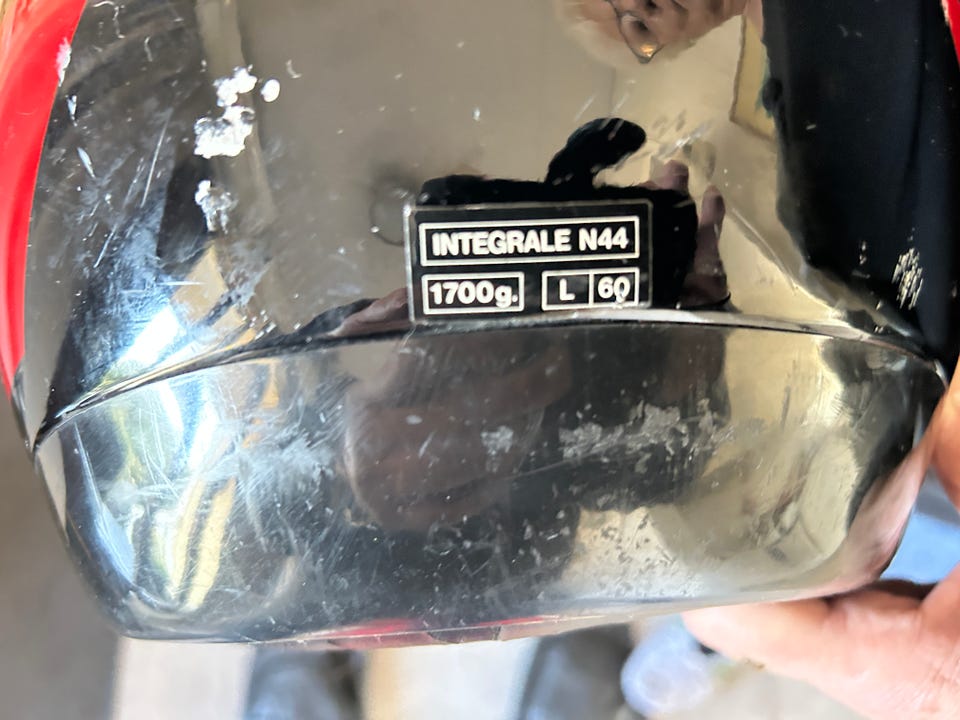 INTEGRALE N44
1700g. L 60